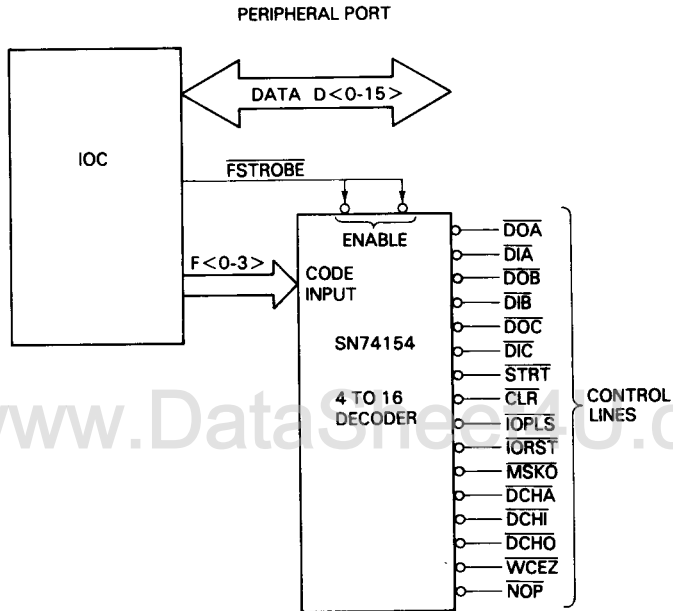 PERIPHERAL PORT
DATA D<0-15>
IOC
FSTROBE
ENABLE
F<0-3>
CODE
INPUT
SN74154
4 TO 16
DECODER
DOA
DIA
DOB
DIB
DOC
DIC
STRT
CLR
IOPLS
IORST
MSKO
DCHA
DCHI
DCHO
WCEZ
NOP
CONTROL
LINES
www.DataSheet4U.c